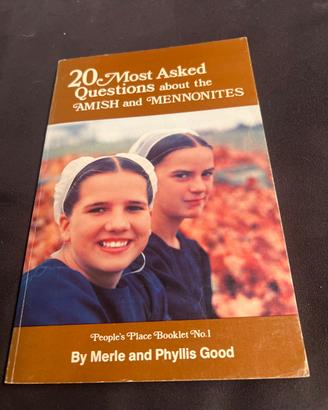 20 Most Asked
Questions about the
AMISH and MENNONITES
People's Place Booklet No.1
By Merle and Phyllis Good